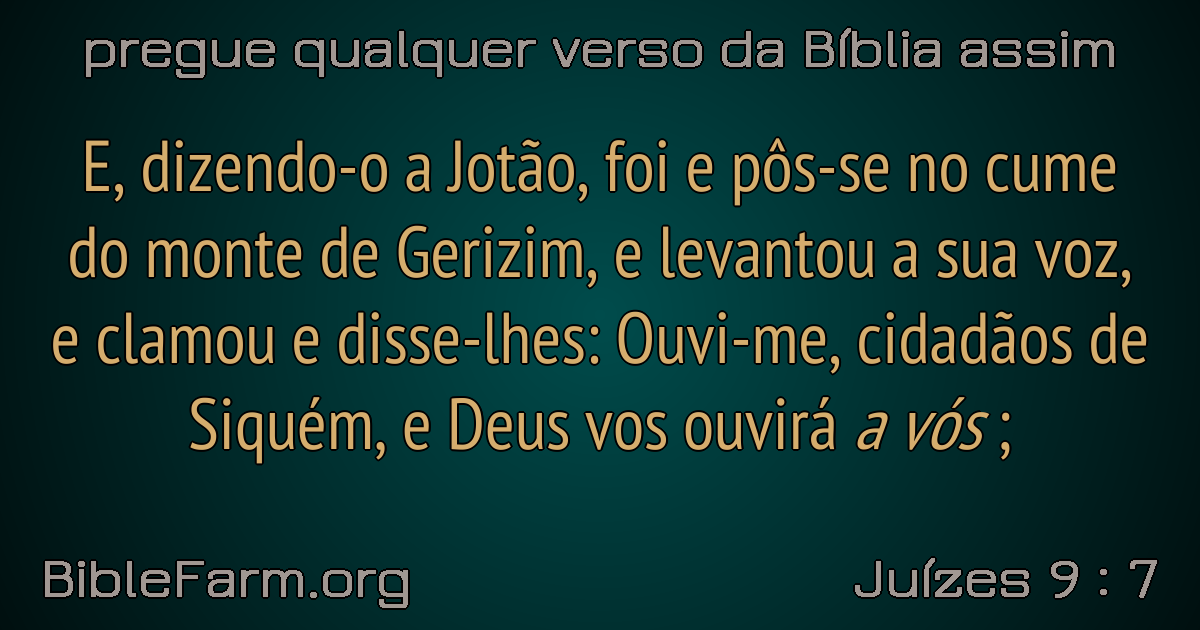 pregue qualquer verso da Bíblia assim
E, dizendo-o a Jotão, foi e pôs-se no cume
do monte de Gerizim, e levantou a sua voz,
e clamou e disse-lhes: Ouvi-me, cidadãos de
Siquém, e Deus vos ouvirá a vós ;
BibleFarm.org
Juízes 9 : 7